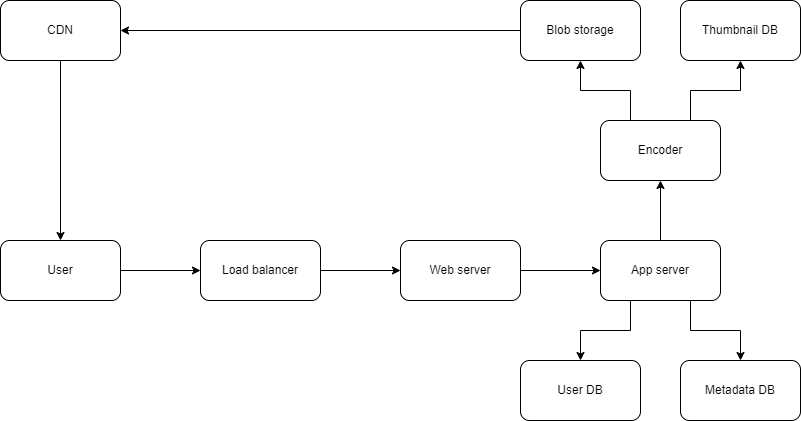 CDN
Blob storage
Thumbnail DB
Encoder
User
Load balancer
Web server
App server
User DB
Metadata DB